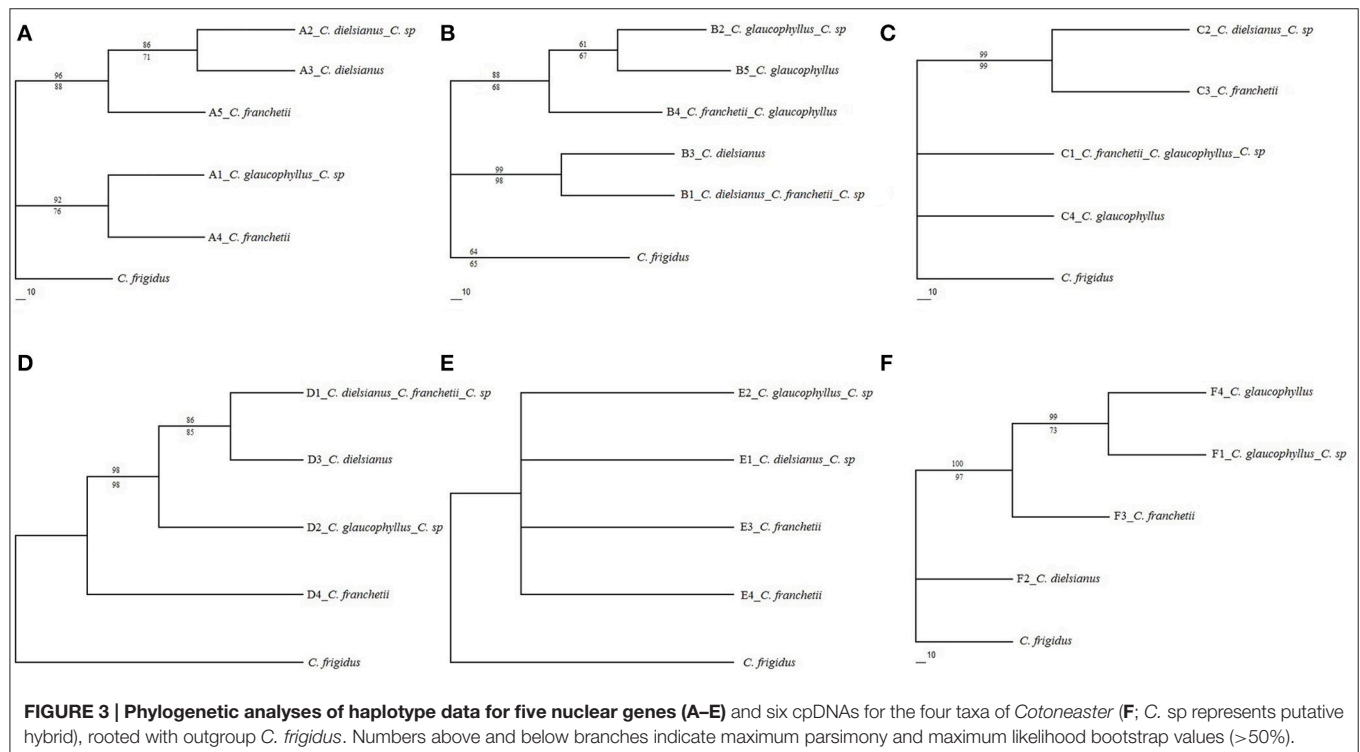 A
86
71
A2_C. dielsianus_C. sp
A3_C. dielsianus
96
88
A5_C. franchetii
A1_C. glaucophyllus_C. sp
92
76
A4_C. franchetii
C. frigidus
10
B
B2_C. glaucophyllus_C. sp
61
67
B5_C. glaucophyllus
88
68
B4_C. franchetii_C. glaucophyllus
B3_C. dielsianus
99
98
B1_C. dielsianus_C. franchetii_C. sp
64
65
C. frigidus
10
C
C2_C. dielsianus_C. sp
99
99
C3_C. franchetii
C1_C. franchetii_C. glaucophyllus_C. sp
C4_C. glaucophyllus
C. frigidus
10
D
D1_C. dielsianus_C. franchetii_C. sp
86
85
D3_C. dielsianus
98
98
D2_C. glaucophyllus_C. sp
D4_C. franchetii
C. frigidus
E
E2_C. glaucophyllus_C. sp
E1_C. dielsianus_C. sp
E3_C. franchetii
E4_C. franchetii
C. frigidus
F
F4_C. glaucophyllus
99
73
F1_C. glaucophyllus_C. sp
100
97
F3_C. franchetii
F2_C. dielsianus
C. frigidus
10
FIGURE 3 | Phylogenetic analyses of haplotype data for five nuclear genes (A–E) and six cpDNAs for the four taxa of Cotoneaster (F; C. sp represents putative
hybrid), rooted with outgroup C. frigidus. Numbers above and below branches indicate maximum parsimony and maximum likelihood bootstrap values (>50%).